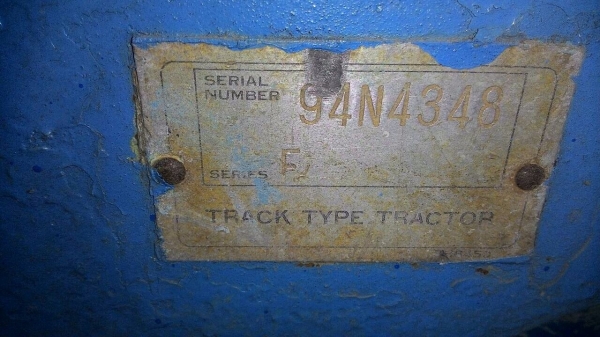 SERIAL
NUMBER 94N4348
SERIES E
TRACK TYPE TRACTOR